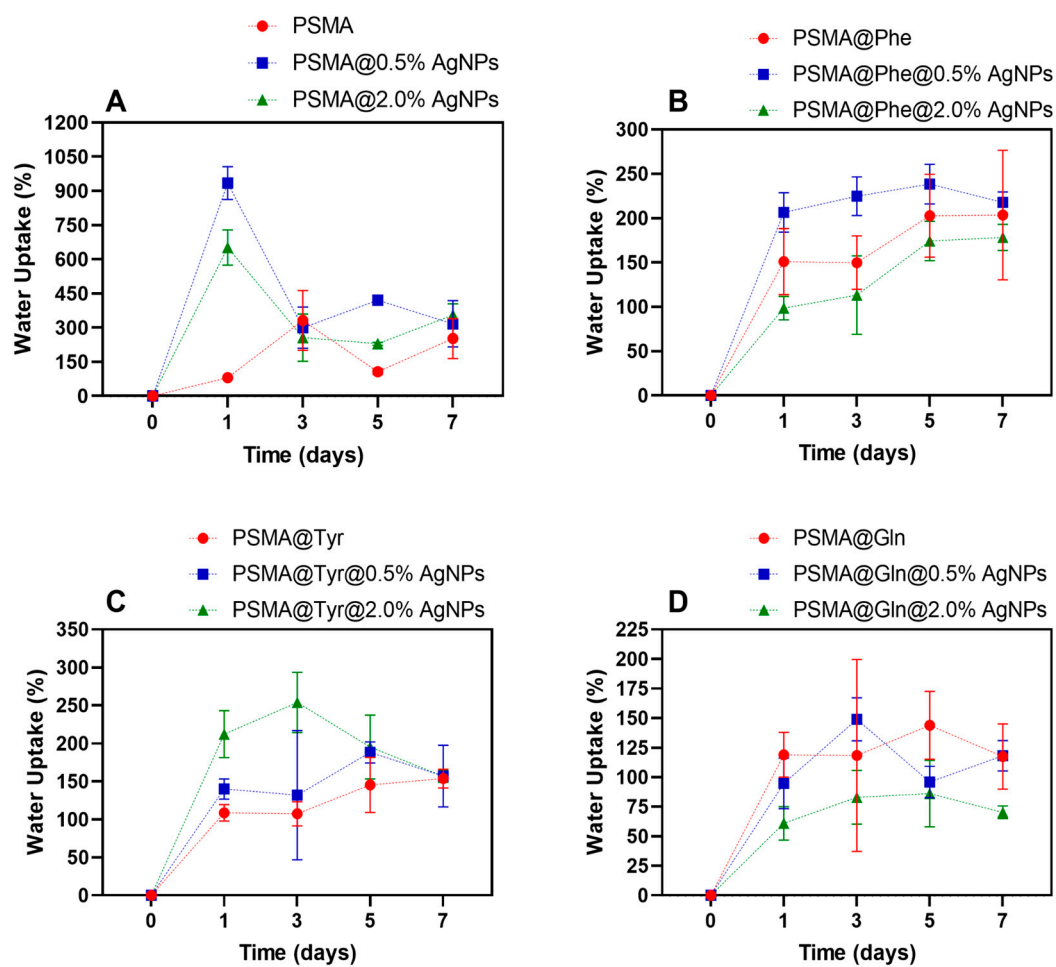 PSMA
PSMA@0.5% AgNPs
PSMA@2.0% AgNPs
A
1200
1050
900
750
600
450
300
150
0
Water Uptake (%)
0 1 3 5 7
Time (days)
PSMA@Phe
PSMA@Phe@0.5% AgNPs
PSMA@Phe@2.0% AgNPs
B
300
250
200
150
100
50
0
Water Uptake (%)
0 1 3 5 7
Time (days)
PSMA@Tyr
PSMA@Tyr@0.5% AgNPs
PSMA@Tyr@2.0% AgNPs
C
350
300
250
200
150
100
50
0
Water Uptake (%)
0 1 3 5 7
Time (days)
PSMA@Gln
PSMA@Gln@0.5% AgNPs
PSMA@Gln@2.0% AgNPs
D
225
200
175
150
125
100
75
50
25
0
Water Uptake (%)
0 1 3 5 7
Time (days)